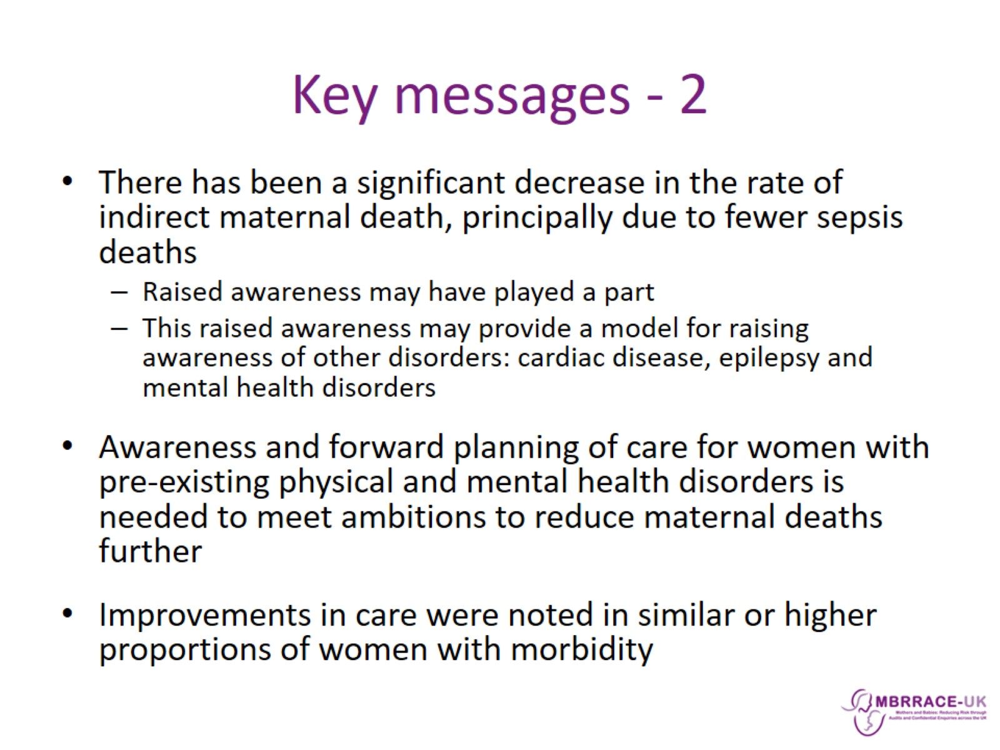 Key messages - 2
• There has been a significant decrease in the rate of
indirect maternal death, principally due to fewer sepsis
deaths
– Raised awareness may have played a part
– This raised awareness may provide a model for raising
awareness of other disorders: cardiac disease, epilepsy and
mental health disorders
• Awareness and forward planning of care for women with
pre-existing physical and mental health disorders is
needed to meet ambitions to reduce maternal deaths
further
• Improvements in care were noted in similar or higher
proportions of women with morbidity
MBRRACE-UK
Mothers and Babies: Reducing Risk through
Audits and Confidential Enquiries across the UK